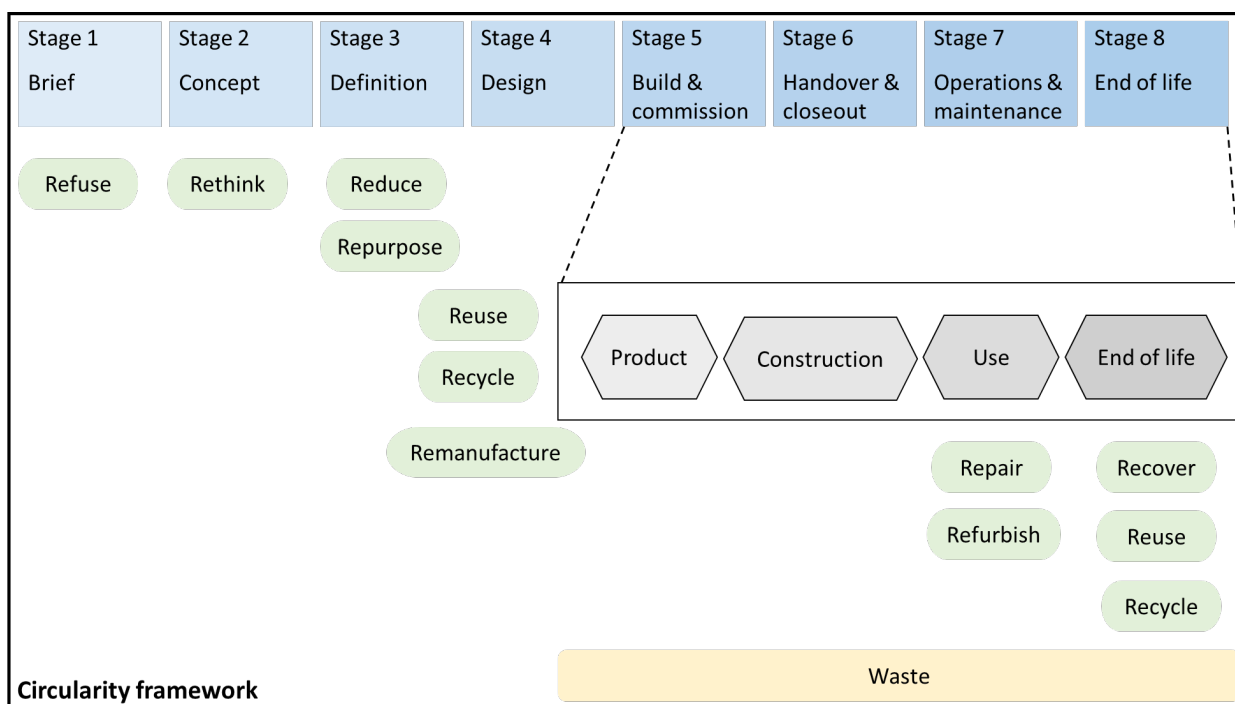 Stage 1
Brief
Stage 2
Concept
Stage 3
Definition
Stage 4
Design
Stage 5
Build &
commission
Stage 6
Handover &
closeout
Stage 7
Operations &
maintenance
Stage 8
End of life
Refuse
Rethink
Reduce
Repurpose
Reuse
Recycle
Remanufacture
Product
Construction
Use
End of life
Repair
Refurbish
Recover
Reuse
Recycle
Waste
Circularity framework